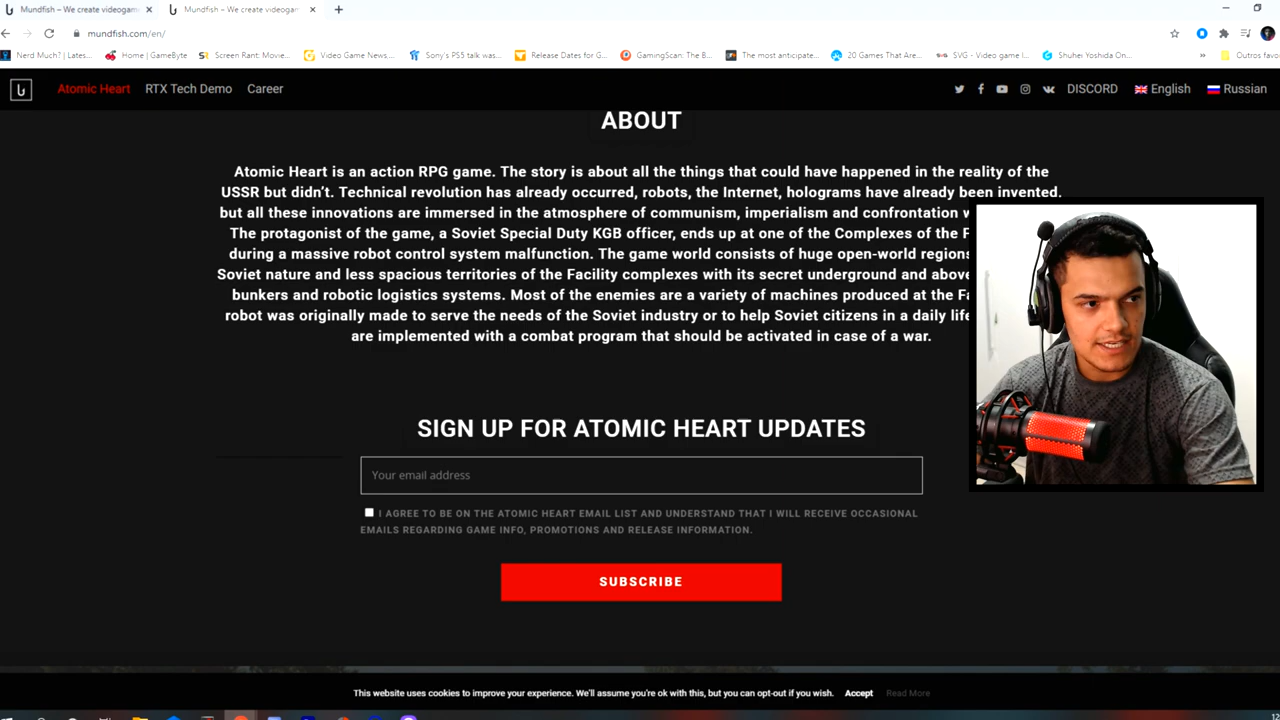 Mundfish – We create videogam
Mundfish – We create videogam
mundfish.com/en/
Nerd Much? | Lates...
Home | GameByte
Screen Rant: Movie...
Video Game News,...
Sony's PS5 talk was...
Release Dates for G...
GamingScan: The B...
The most anticipate...
20 Games That Are...
SVG - Video game I...
Shuhei Yoshida On...
Outros favo
Atomic Heart
RTX Tech Demo
Career
DISCORD
English
Russian
ABOUT
Atomic Heart is an action RPG game. The story is about all the things that could have happened in the reality of the
USSR but didn't. Technical revolution has already occurred, robots, the Internet, holograms have already been invented.
but all these innovations are immersed in the atmosphere of communism, imperialism and confrontation
The protagonist of the game, a Soviet Special Duty KGB officer, ends up at one of the Complexes of the
during a massive robot control system malfunction. The game world consists of huge open-world regions
Soviet nature and less spacious territories of the Facility complexes with its secret underground and above
bunkers and robotic logistics systems. Most of the enemies are a variety of machines produced at the Fa
robot was originally made to serve the needs of the Soviet industry or to help Soviet citizens in a daily life
are implemented with a combat program that should be activated in case of a war.
SIGN UP FOR ATOMIC HEART UPDATES
Your email address
I AGREE TO BE ON THE ATOMIC HEART EMAIL LIST AND UNDERSTAND THAT I WILL RECEIVE OCCASIONAL
EMAILS REGARDING GAME INFO, PROMOTIONS AND RELEASE INFORMATION.
SUBSCRIBE
This website uses cookies to improve your experience. We'll assume you're ok with this, but you can opt-out if you wish.
Accept
Read More